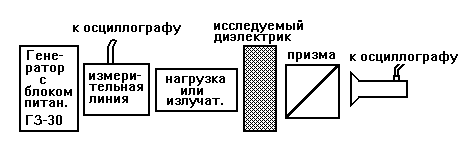 к осциллографу
Гене-
ратор
с
блоком
питан.
ГЗ-30
измери-
тельная
линия
нагрузка
или
излучат.
исследуемый
диэлектрик
призма
к осциллографу